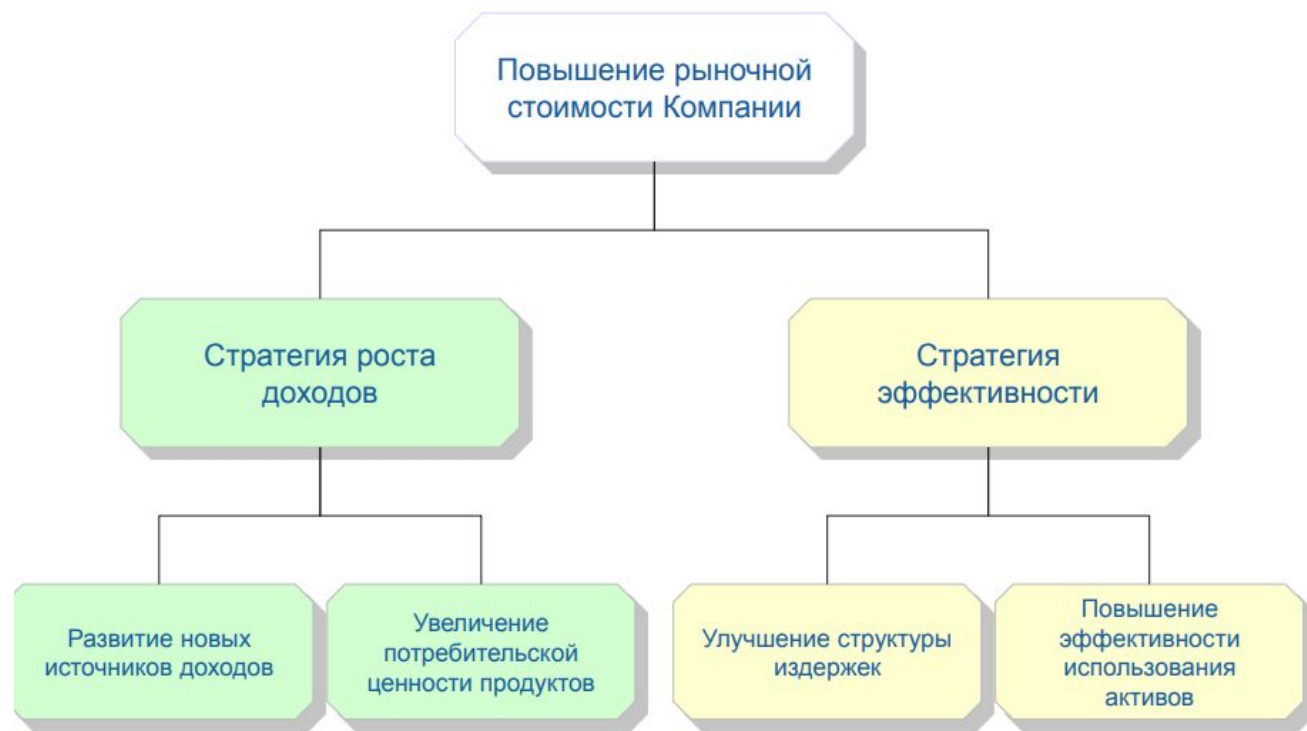 Повышение рыночной
стоимости Компании
Стратегия роста
доходов
Стратегия
эффективности
Развитие новых
источников доходов
Увеличение
потребительской
ценности продуктов
Улучшение структуры
издержек
Повышение
эффективности
использования
активов